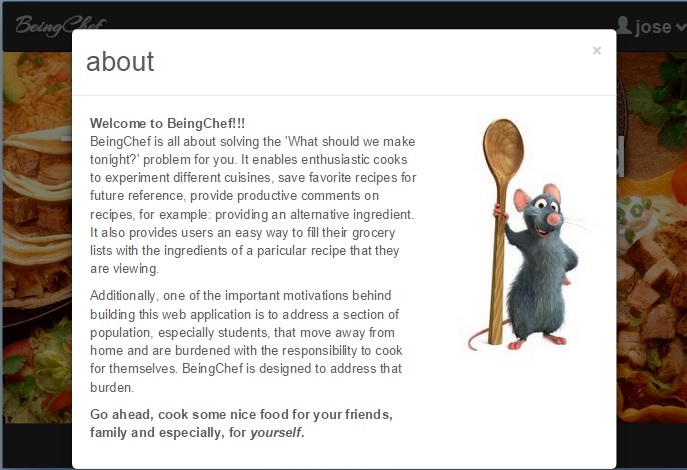 BeingChef
jose
about
×
Welcome to BeingChef!!!
BeingChef is all about solving the 'What should we make
tonight?' problem for you. It enables enthusiastic cooks
to experiment different cuisines, save favorite recipes for
future reference, provide productive comments on
recipes, for example: providing an alternative ingredient.
It also provides users an easy way to fill their grocery
lists with the ingredients of a paricular recipe that they
are viewing.
Additionally, one of the important motivations behind
building this web application is to address a section of
population, especially students, that move away from
home and are burdened with the responsibility to cook
for themselves. BeingChef is designed to address that
burden.
Go ahead, cook some nice food for your friends,
family and especially, for yourself.